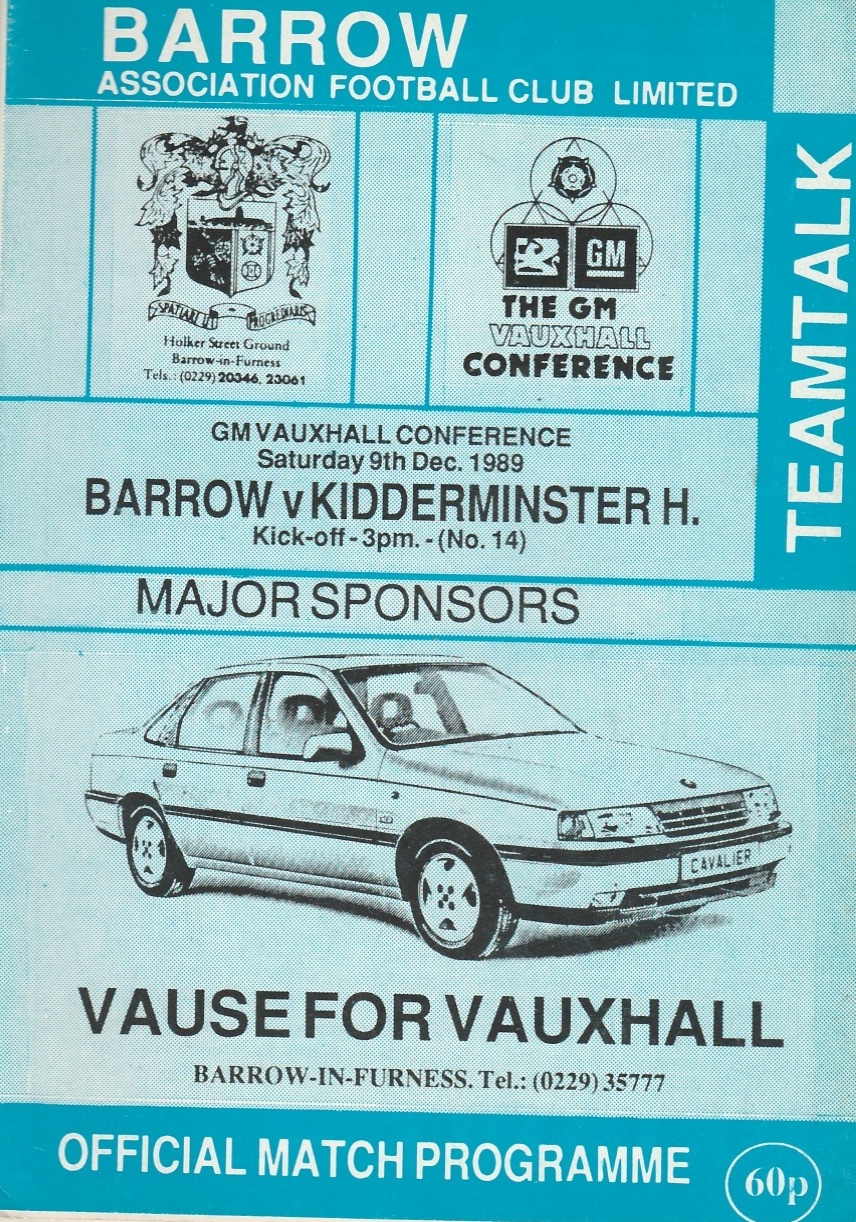 BARROW
ASSOCIATION FOOTBALL CLUB LIMITED
TEAMTALK
SPATIARI PROGREDIARIS
Holker Street Ground
Barrow-in-Furness
Tels.: (0229) 20346, 23061
GM
THE GM
VAUXHALL
CONFERENCE
GM VAUXHALL CONFERENCE
Saturday 9th Dec. 1989
BARROW v KIDDERMINSTER H.
Kick-off - 3pm. - (No. 14)
MAJOR SPONSORS
CAVALIER
VAUSE FOR VAUXHALL
BARROW-IN-FURNESS. Tel.: (0229) 35777
OFFICIAL MATCH PROGRAMME
60p